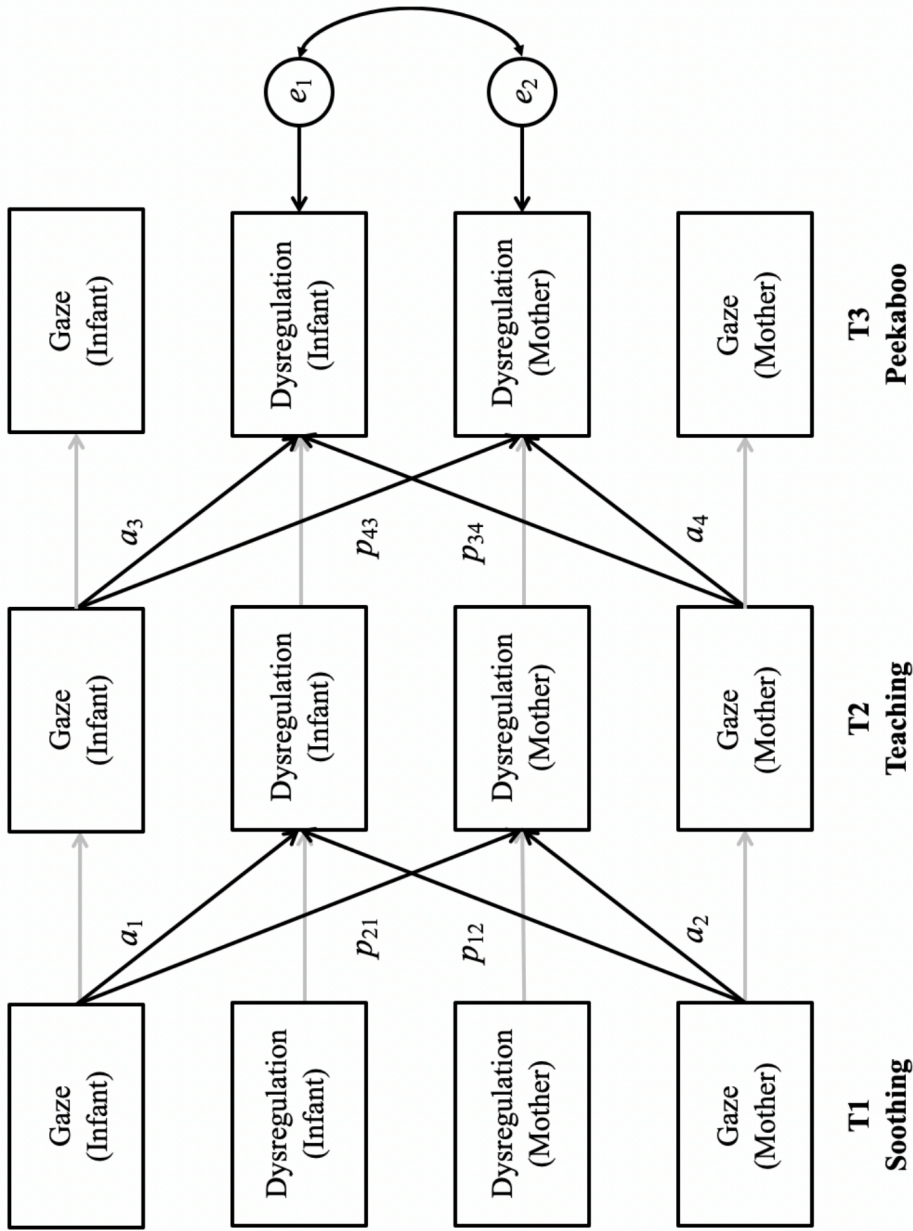 Gaze
(Infant)
Gaze
(Infant)
Gaze
(Infant)
a1
a3
Dysregulation
(Infant)
Dysregulation
(Infant)
Dysregulation
(Infant)
e1
p21
p43
p12
p34
Dysregulation
(Mother)
Dysregulation
(Mother)
Dysregulation
(Mother)
e2
a2
a4
Gaze
(Mother)
Gaze
(Mother)
Gaze
(Mother)
T1
Soothing
T2
Teaching
T3
Peekaboo